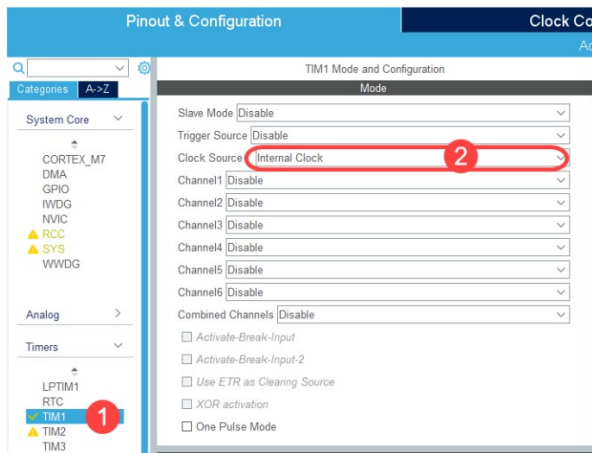 Pinout & Configuration
Clock Co
Ac
Categories A->Z
TIM1 Mode and Configuration
Mode
System Core
CORTEX_M7
DMA
GPIO
IWDG
NVIC
RCC
SYS
WWDG
Analog
Timers
LPTIM1
RTC
TIM1
1
TIM2
TIM3
Slave Mode Disable
Trigger Source Disable
Clock Source Internal Clock
2
Channel1 Disable
Channel2 Disable
Channel3 Disable
Channel4 Disable
Channel5 Disable
Channel6 Disable
Combined Channels Disable
Activate-Break-Input
Activate-Break-Input-2
Use ETR as Clearing Source
XOR activation
One Pulse Mode